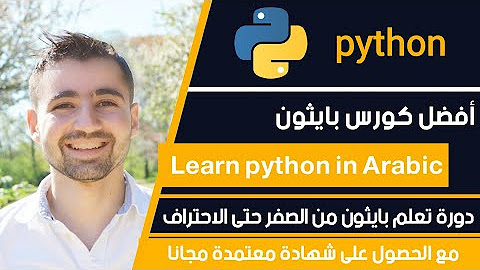 python
أفضل كورس بايثون
Learn python in Arabic
دورة تعلم بايثون من الصفر حتى الاحتراف
مع الحصول على شهادة معتمدة مجانا